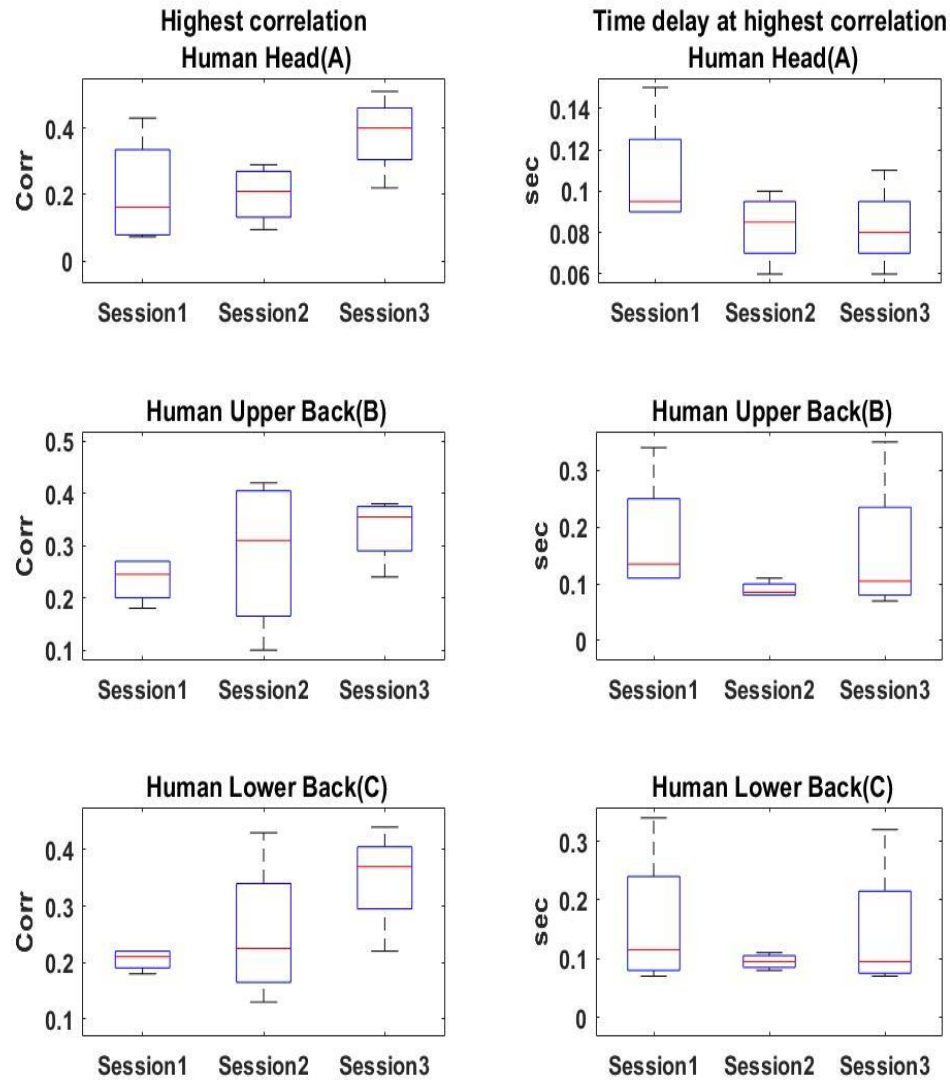 Highest correlation
Human Head(A)
Corr
0.4
0.2
0
Session1 Session2 Session3
Time delay at highest correlation
Human Head(A)
sec
0.14
0.12
0.1
0.08
0.06
Session1 Session2 Session3
Human Upper Back(B)
Corr
0.5
0.4
0.3
0.2
0.1
Session1 Session2 Session3
Human Upper Back(B)
sec
0.3
0.2
0.1
0
Session1 Session2 Session3
Human Lower Back(C)
Corr
0.4
0.3
0.2
0.1
Session1 Session2 Session3
Human Lower Back(C)
sec
0.3
0.2
0.1
0
Session1 Session2 Session3